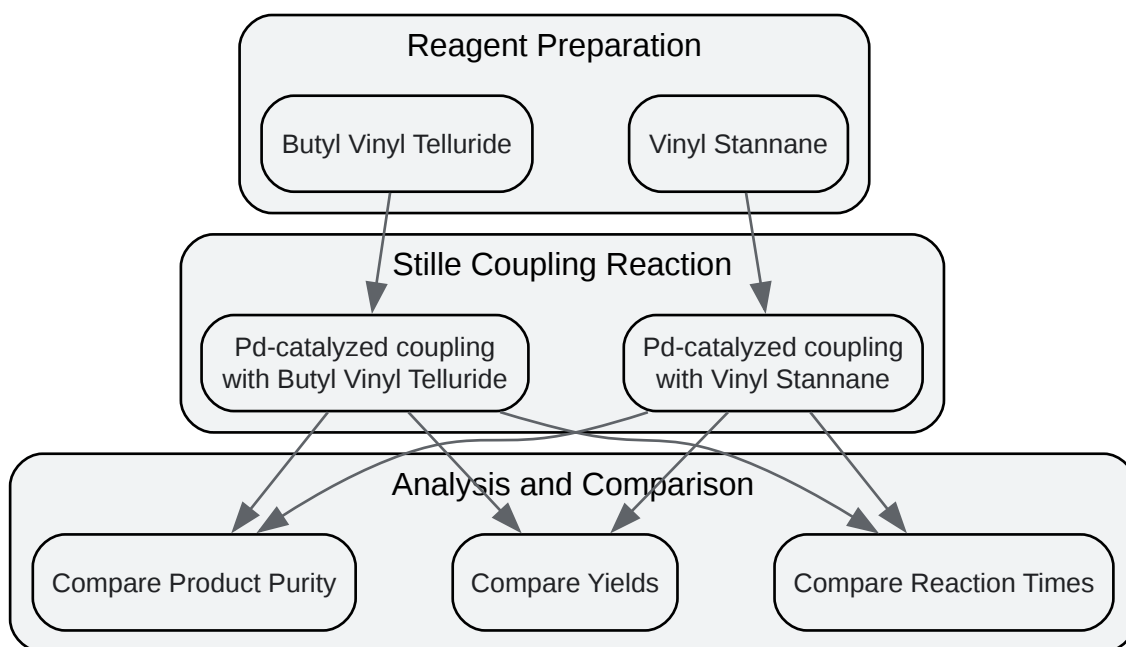 Reagent Preparation
Butyl Vinyl Telluride
Vinyl Stannane
Stille Coupling Reaction
Pd-catalyzed coupling
with Butyl Vinyl Telluride
Pd-catalyzed coupling
with Vinyl Stannane
Analysis and Comparison
Compare Product Purity
Compare Yields
Compare Reaction Times